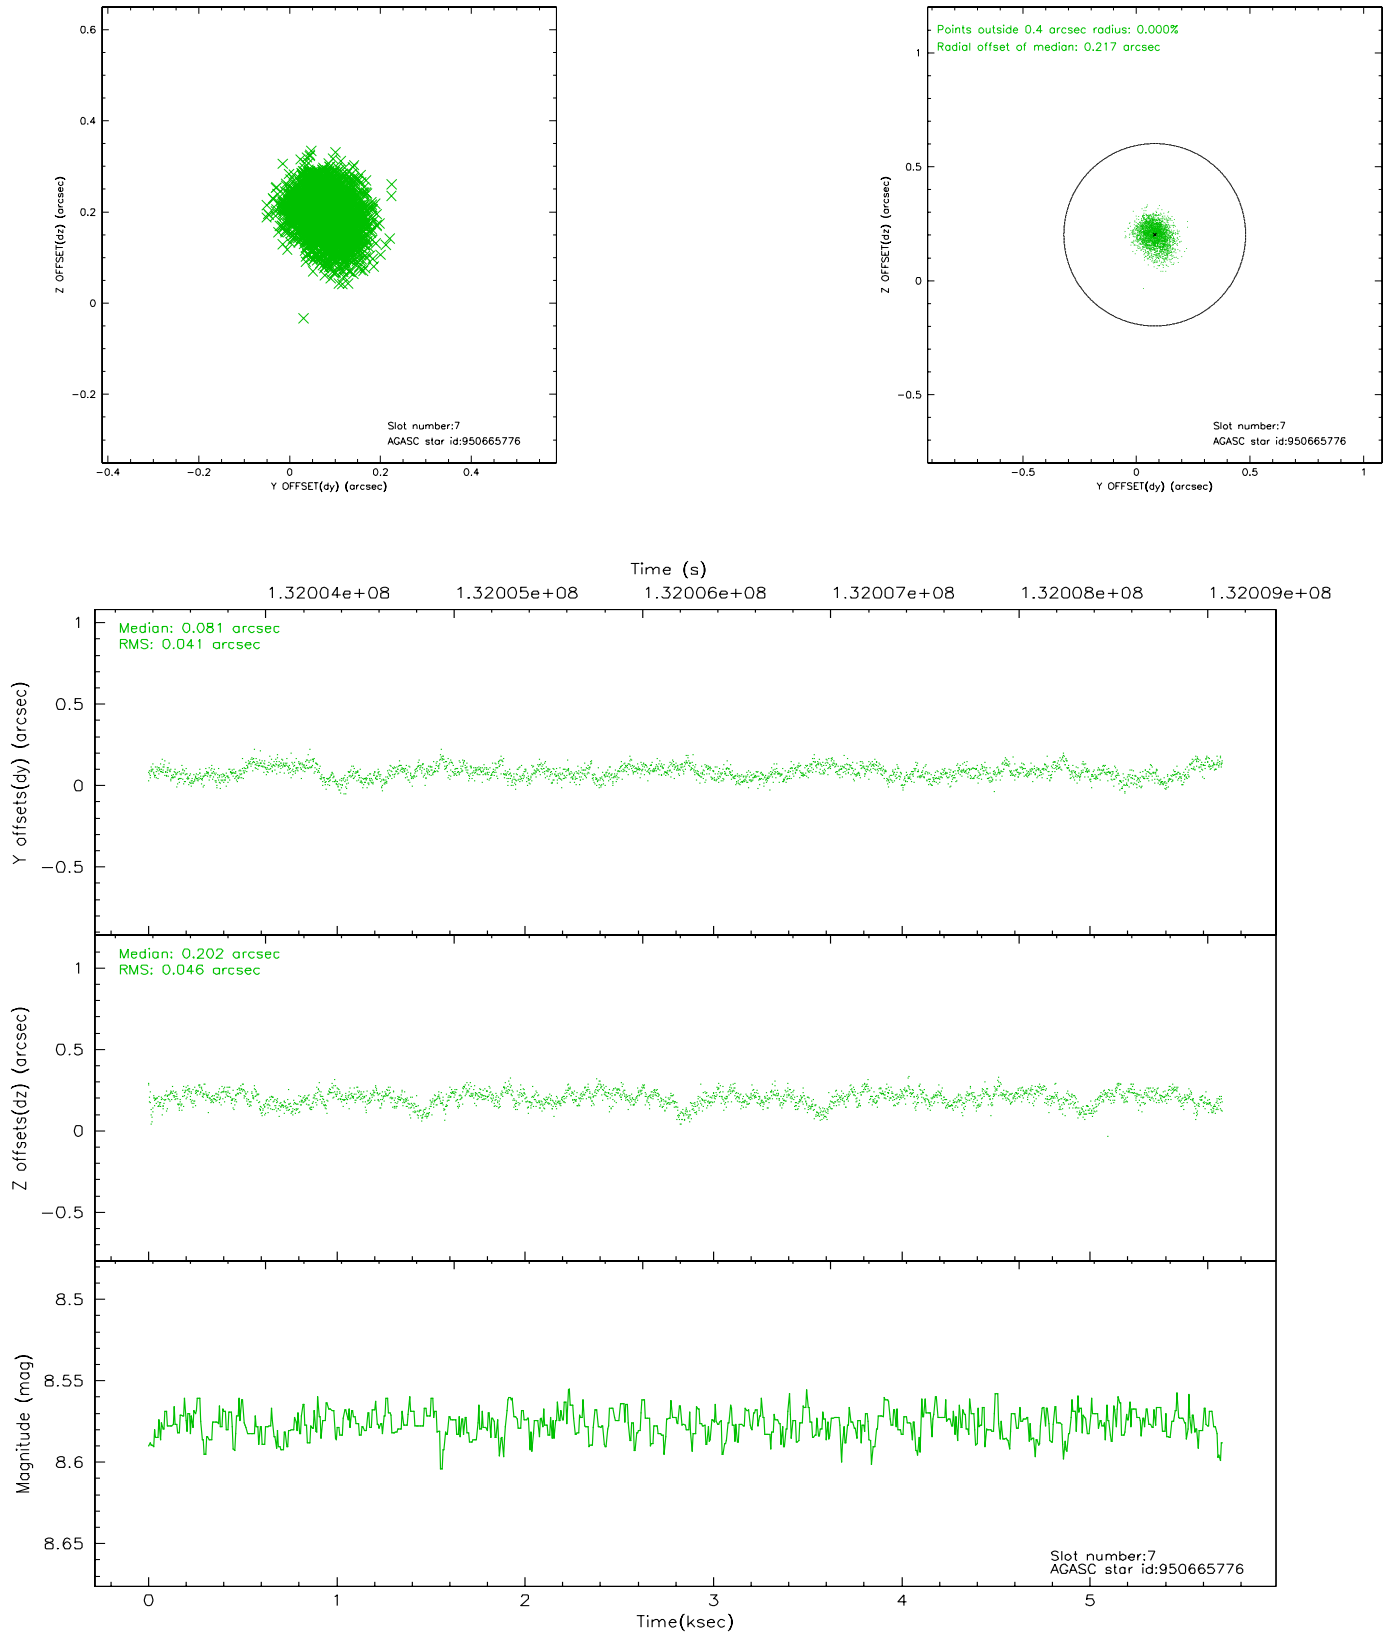 0.6
0.4
0.2
0
−0.2
Z OFFSET(dz) (arcsec)
Slot number:7
AGASC star id:950665776
−0.4 −0.2 0 0.2 0.4
Y OFFSET(dy) (arcsec)
Points outside 0.4 arcsec radius: 0.000%
Radial offset of median: 0.217 arcsec
1
0.5
0
−0.5
Z OFFSET(dz) (arcsec)
Slot number:7
AGASC star id:950665776
−0.5 0 0.5 1
Y OFFSET(dy) (arcsec)
Time (s)
1.32004e+08 1.32005e+08 1.32006e+08 1.32007e+08 1.32008e+08 1.32009e+08
Median: 0.081 arcsec
RMS: 0.041 arcsec
1
0.5
0
−0.5
Y offsets(dy) (arcsec)
Median: 0.202 arcsec
RMS: 0.046 arcsec
1
0.5
0
−0.5
Z offsets(dz) (arcsec)
8.5
8.55
8.6
8.65
Magnitude (mag)
Slot number:7
AGASC star id:950665776
0 1 2 3 4 5
Time(ksec)